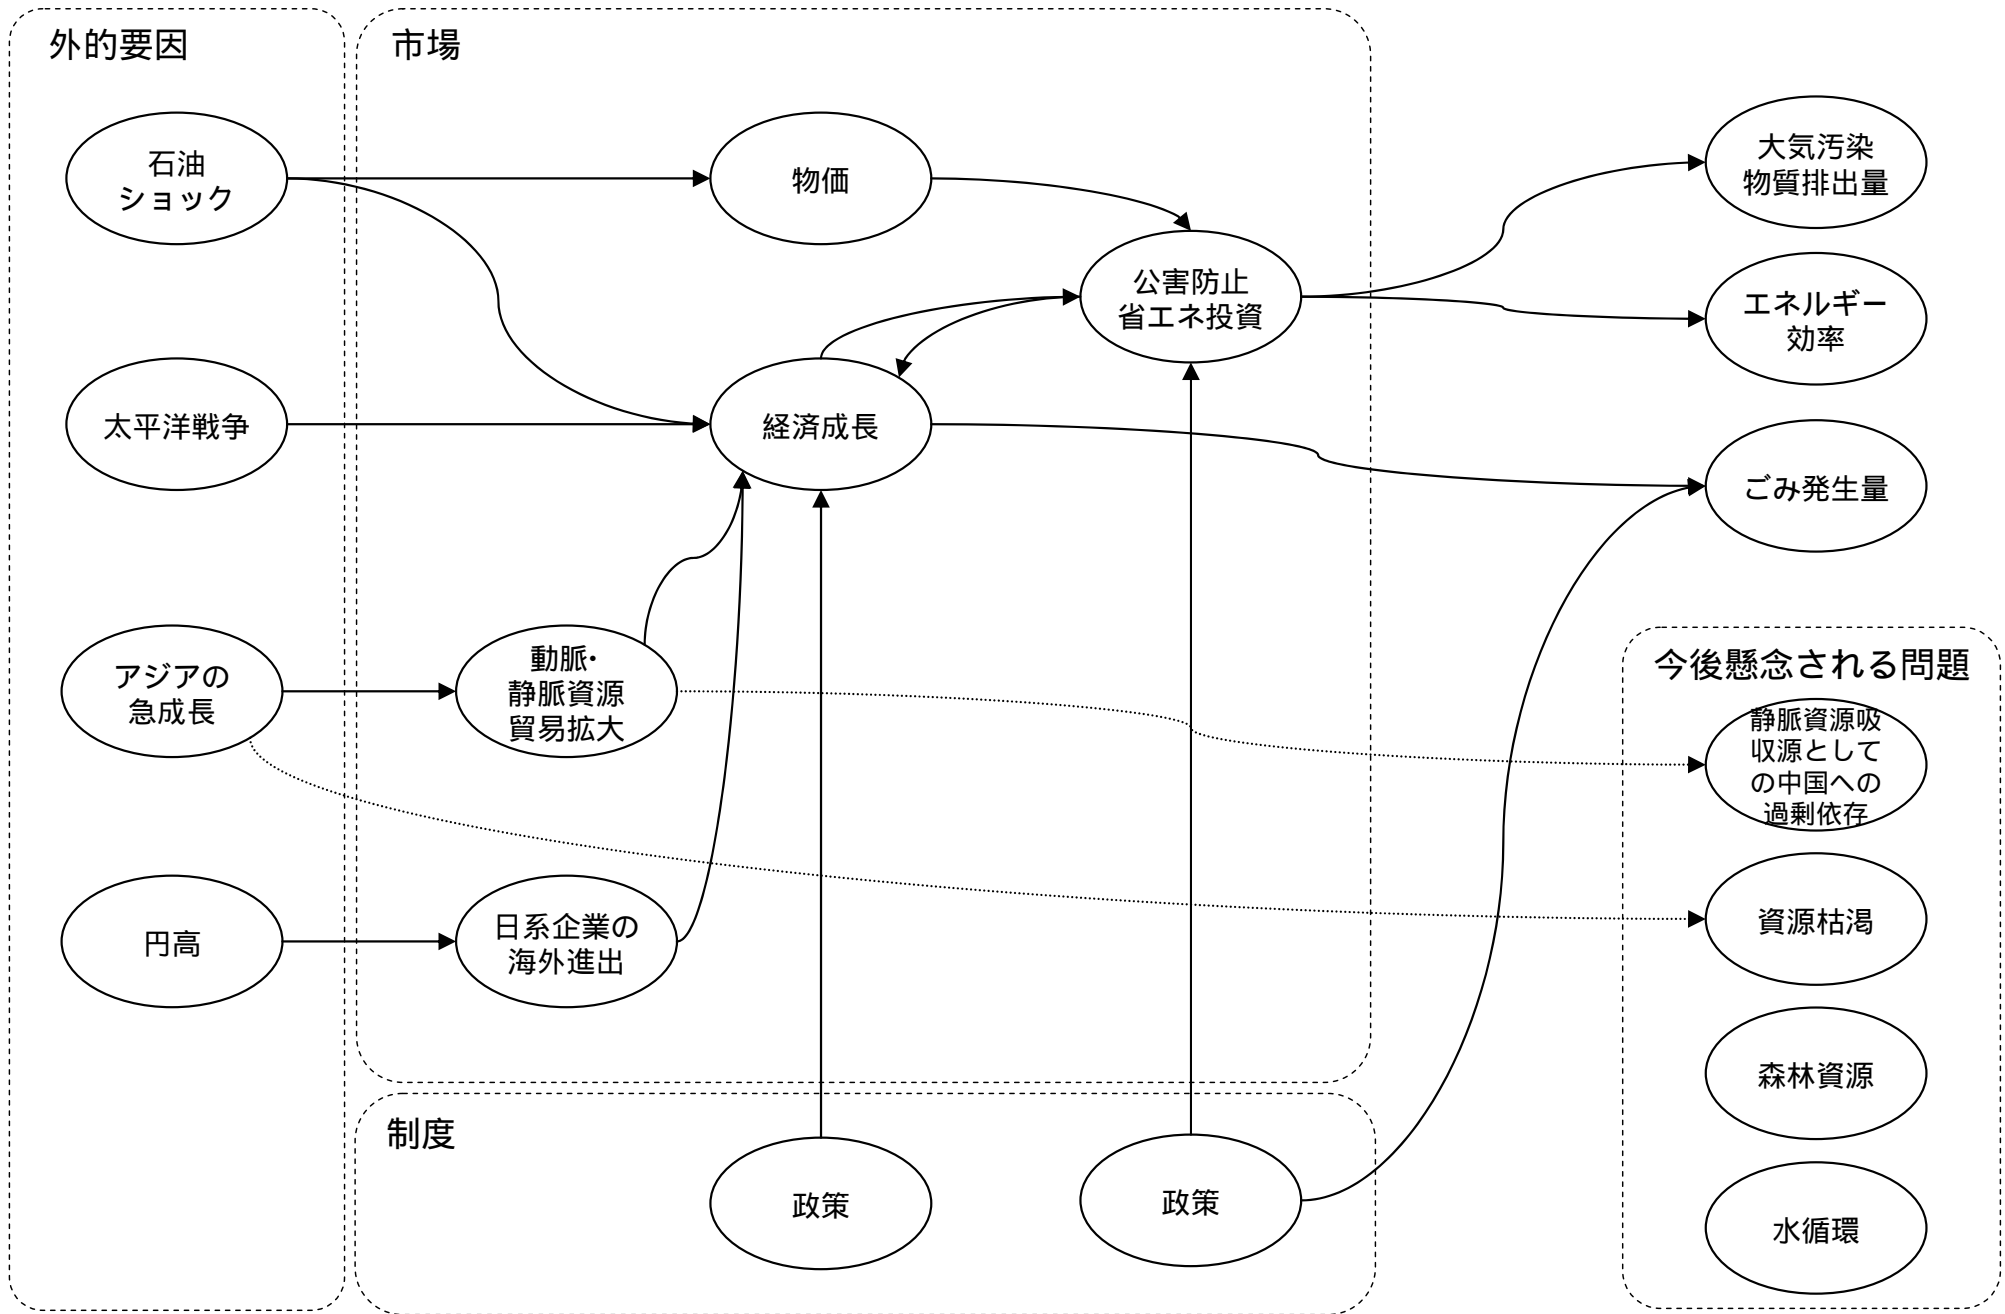 外的要因
石油
ショック
太平洋戦争
アジアの
急成長
円高
市場
物価
公害防止
省エネ投資
経済成長
動脈・
静脈資源
貿易拡大
日系企業の
海外進出
制度
政策
政策
大気汚染
物質排出量
エネルギー
効率
ごみ発生量
今後懸念される問題
静脈資源吸
収源として
の中国への
過剰依存
資源枯渇
森林資源
水循環